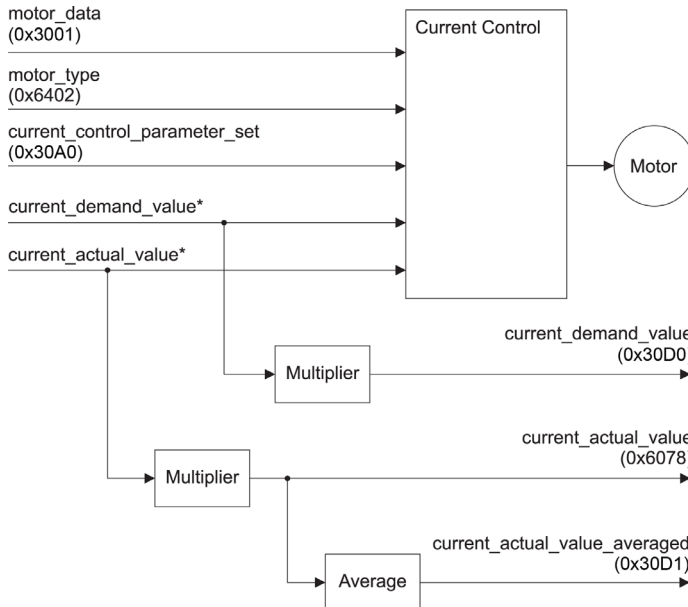 motor_data
(0x3001)
Current Control
motor_type
(0x6402)
current_control_parameter_set
(0x30A0)
Motor
current_demand_value*
current_actual_value*
current_demand_value
(0x30D0)
Multiplier
current_actual_value
(0x6078)
Multiplier
current_actual_value_averaged
(0x30D1)
Average